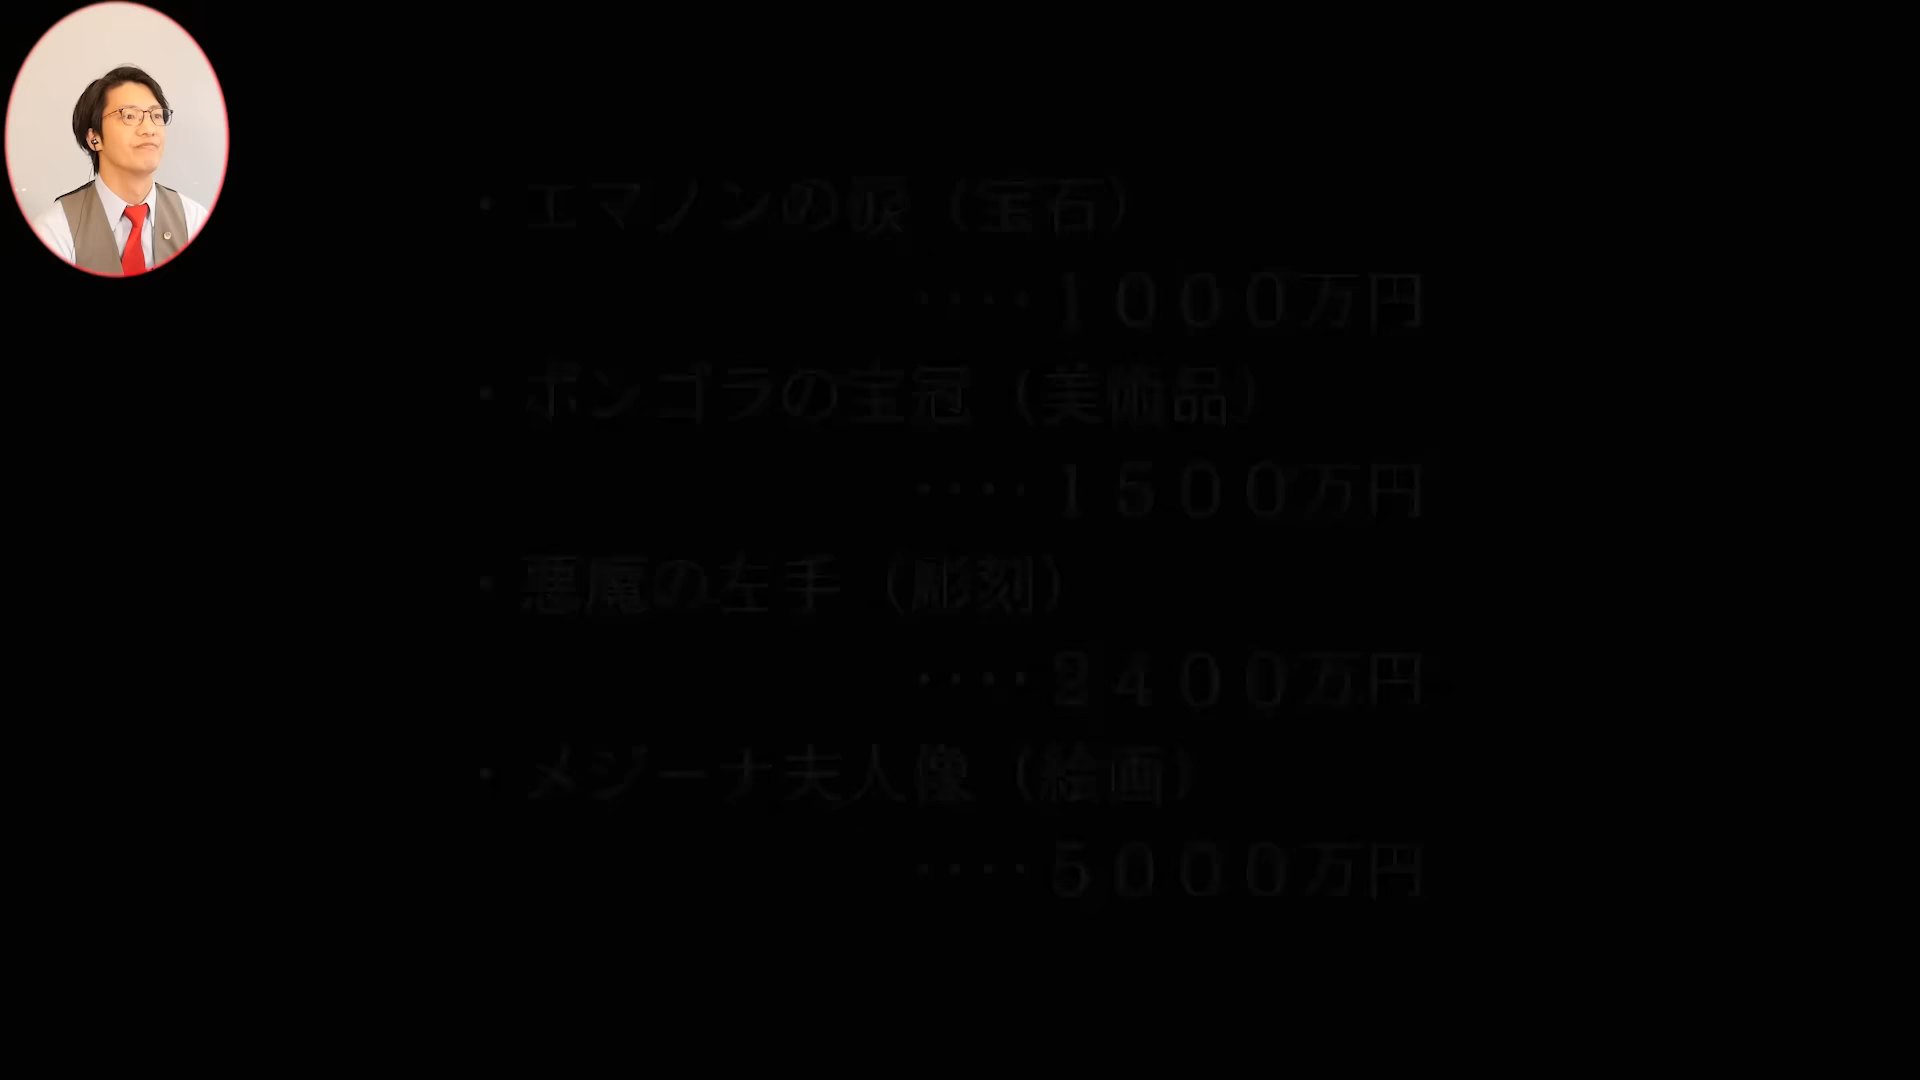 ・エマノンの涙（宝石）
････１０００万円
・ボンゴラの宝冠（美術品）
････１５００万円
・悪魔の左手（彫刻）
････２４００万円
・メジーナ夫人像（絵画）
････５０００万円